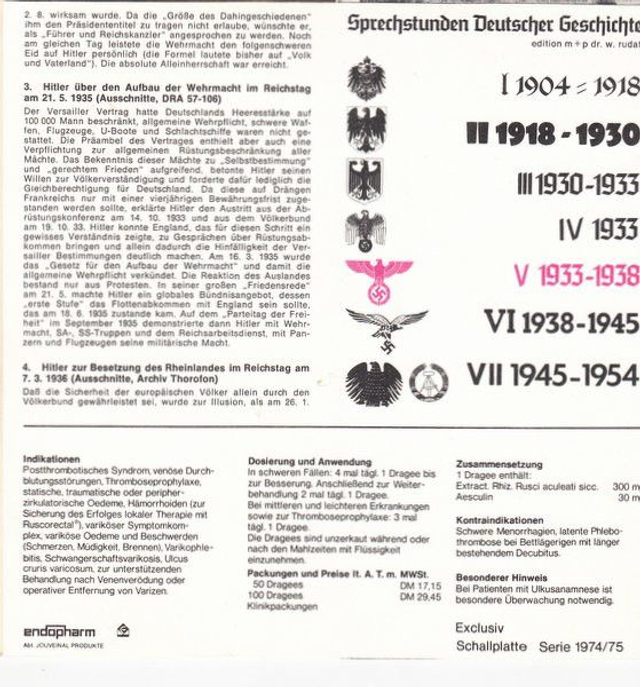 2. 8. wirksam wurde. Da die „Größe des Dahingeschiedenen"
ihm den Präsidententitel zu tragen nicht erlaube, wünschte er,
als „Führer und Reichskanzler" angesprochen zu werden. Noch
am gleichen Tag leistete die Wehrmacht den folgenschweren
Eid auf Hitler persönlich (die Formel lautete bisher auf „Volk
und Vaterland"). Die absolute Alleinherrschaft war erreicht.
3. Hitler über den Aufbau der Wehrmacht im Reichstag
am 21. 5. 1935 (Ausschnitte, DRA 57-106)
Der Versailler Vertrag hatte Deutschlands Heeresstärke auf
100 000 Mann beschränkt, allgemeine Wehrpflicht, schwere Waf-
fen, Flugzeuge, U-Boote und Schlachtschiffe waren nicht ge-
stattet. Die Präambel des Vertrages enthielt aber auch eine
Verpflichtung zur allgemeinen Rüstungsbeschränkung aller
Mächte. Das Bekenntnis dieser Mächte zu „Selbstbestimmung"
und „gerechtem Frieden" aufgreifend, betonte Hitler seinen
Willen zur Völkerverständigung und forderte dafür lediglich die
Gleichberechtigung für Deutschland. Da diese auf Drängen
Frankreichs nur mit einer vierjährigen Bewährungsfrist zuge-
standen werden sollte, erklärte Hitler den Austritt aus der Ab-
rüstungskonferenz am 14. 10. 1933 und aus dem Völkerbund
am 19. 10. 33. Hitler konnte England, das für diesen Schritt ein
gewisses Verständnis zeigte, zu Gesprächen über Rüstungsab-
kommen bringen und allein dadurch die Hinfälligkeit der Ver-
sailler Bestimmungen deutlich machen. Am 16. 3. 1935 wurde
das „Gesetz für den Aufbau der Wehrmacht" und damit die
allgemeine Wehrpflicht verkündet. Die Reaktion des Auslandes
bestand nur aus Protesten. In seiner großen „Friedensrede"
am 21. 5. machte Hitler ein globales Bündnisangebot, dessen
„erste Stufe" das Flottenabkommen mit England sein sollte,
das am 18. 6. 1935 zustande kam. Auf dem „Parteitag der Frei-
heit" im September 1935 demonstrierte dann Hitler mit Wehr-
macht, SA-, SS-Truppen und dem Reichsarbeitsdienst, mit Pan-
zern und Flugzeugen seine militärische Macht.
4. Hitler zur Besetzung des Rheinlandes im Reichstag am
7. 3. 1936 (Ausschnitte, Archiv Thorofon)
Daß die Sicherheit der europäischen Völker allein durch den
Völkerbund gewährleistet sei, wurde zur Illusion, als am 26. 1.
Sprechstunden Deutscher Geschichte
edition m+p dr. w. rudat
I 1904 - 1918
II 1918 - 1930
III 1930-1933
IV 1933
V 1933-1938
VI 1938-1945
VII 1945-1954
Indikationen
Postthrombotisches Syndrom, venöse Durch-
blutungsstörungen, Thromboseprophylaxe,
statische, traumatische oder peripher-
zirkulatorische Oedeme, Hämorrhoiden (zur
Sicherung des Erfolges lokaler Therapie mit
Ruscorectal®), variköser Symptomkom-
plex, variköse Oedeme und Beschwerden
(Schmerzen, Müdigkeit, Brennen), Varikophle-
bitis, Schwangerschaftsvarikosis, Ulcus
cruris varicosum, zur unterstützenden
Behandlung nach Venenverödung oder
operativer Entfernung von Varizen.
endopharm
Abt. JOUVEINAL PRODUKTE
Dosierung und Anwendung
In schweren Fällen: 4 mal tägl. 1 Dragee bis
zur Besserung. Anschließend zur Weiter-
behandlung 2 mal tägl. 1 Dragee.
Bei mittleren und leichteren Erkrankungen
sowie zur Thromboseprophylaxe: 3 mal
tägl. 1 Dragee.
Die Dragees sind unzerkaut während oder
nach den Mahlzeiten mit Flüssigkeit
einzunehmen.
Packungen und Preise lt. A. T. m. MWSt.
50 Dragees DM 17,15
100 Dragees DM 29,45
Klinikpackungen
Zusammensetzung
1 Dragee enthält:
Extract. Rhiz. Rusci aculeati sicc. 300 m
Aesculin 30 m
Kontraindikationen
Schwere Menorrhagien, latente Phlebo-
thrombose bei Bettlägerigen mit länger
bestehendem Decubitus.
Besonderer Hinweis
Bei Patienten mit Ulkusanamnese ist
besondere Überwachung notwendig.
Exclusiv
Schallplatte Serie 1974/75